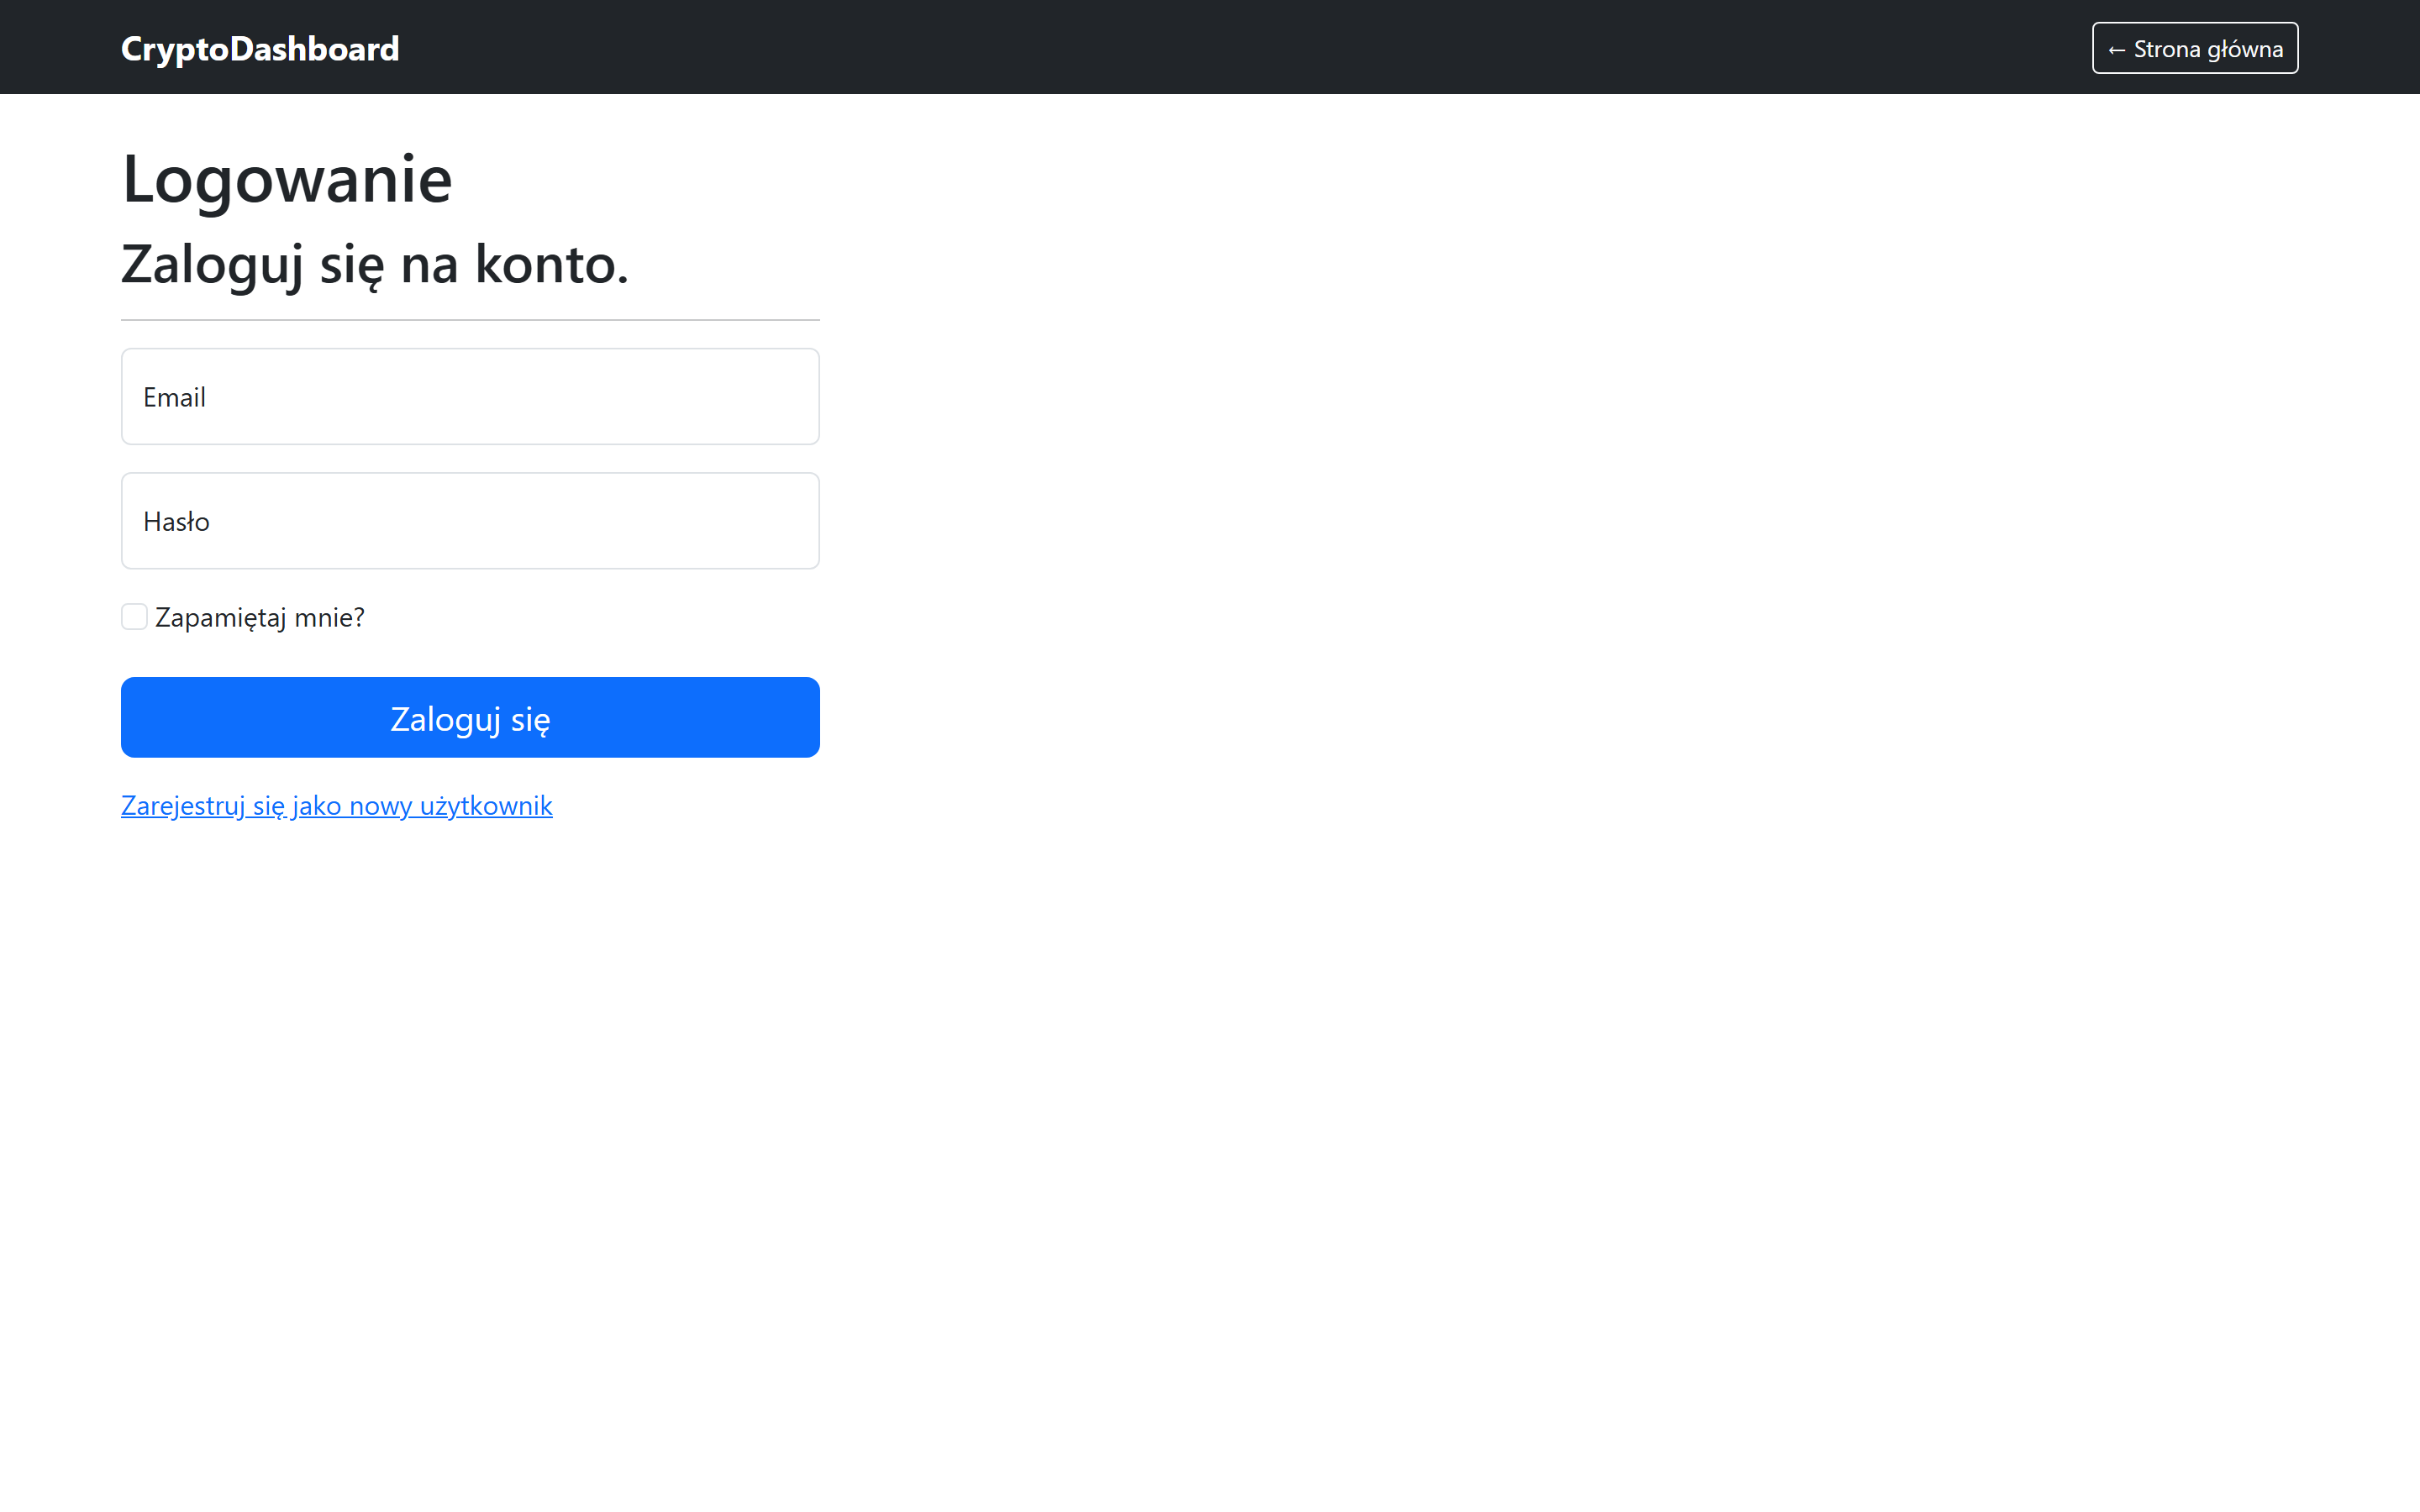 CryptoDashboard
← Strona główna
Logowanie
Zaloguj się na konto.
Email
Hasło
Zapamiętaj mnie?
Zaloguj się
Zarejestruj się jako nowy użytkownik